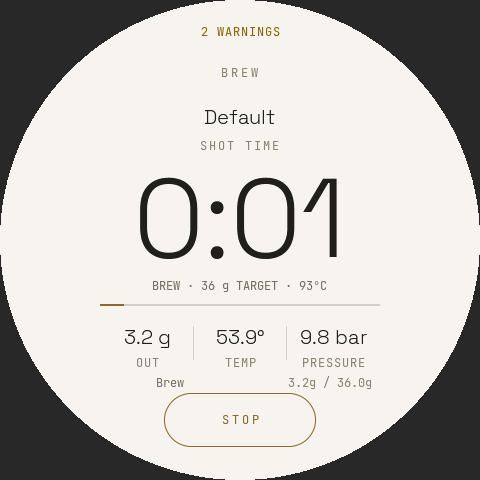 2 WARNINGS
BREW
Default
SHOT TIME
0:01
BREW · 36 g TARGET · 93°C
3.2 g 53.9° 9.8 bar
OUT TEMP PRESSURE
Brew 3.2g / 36.0g
STOP